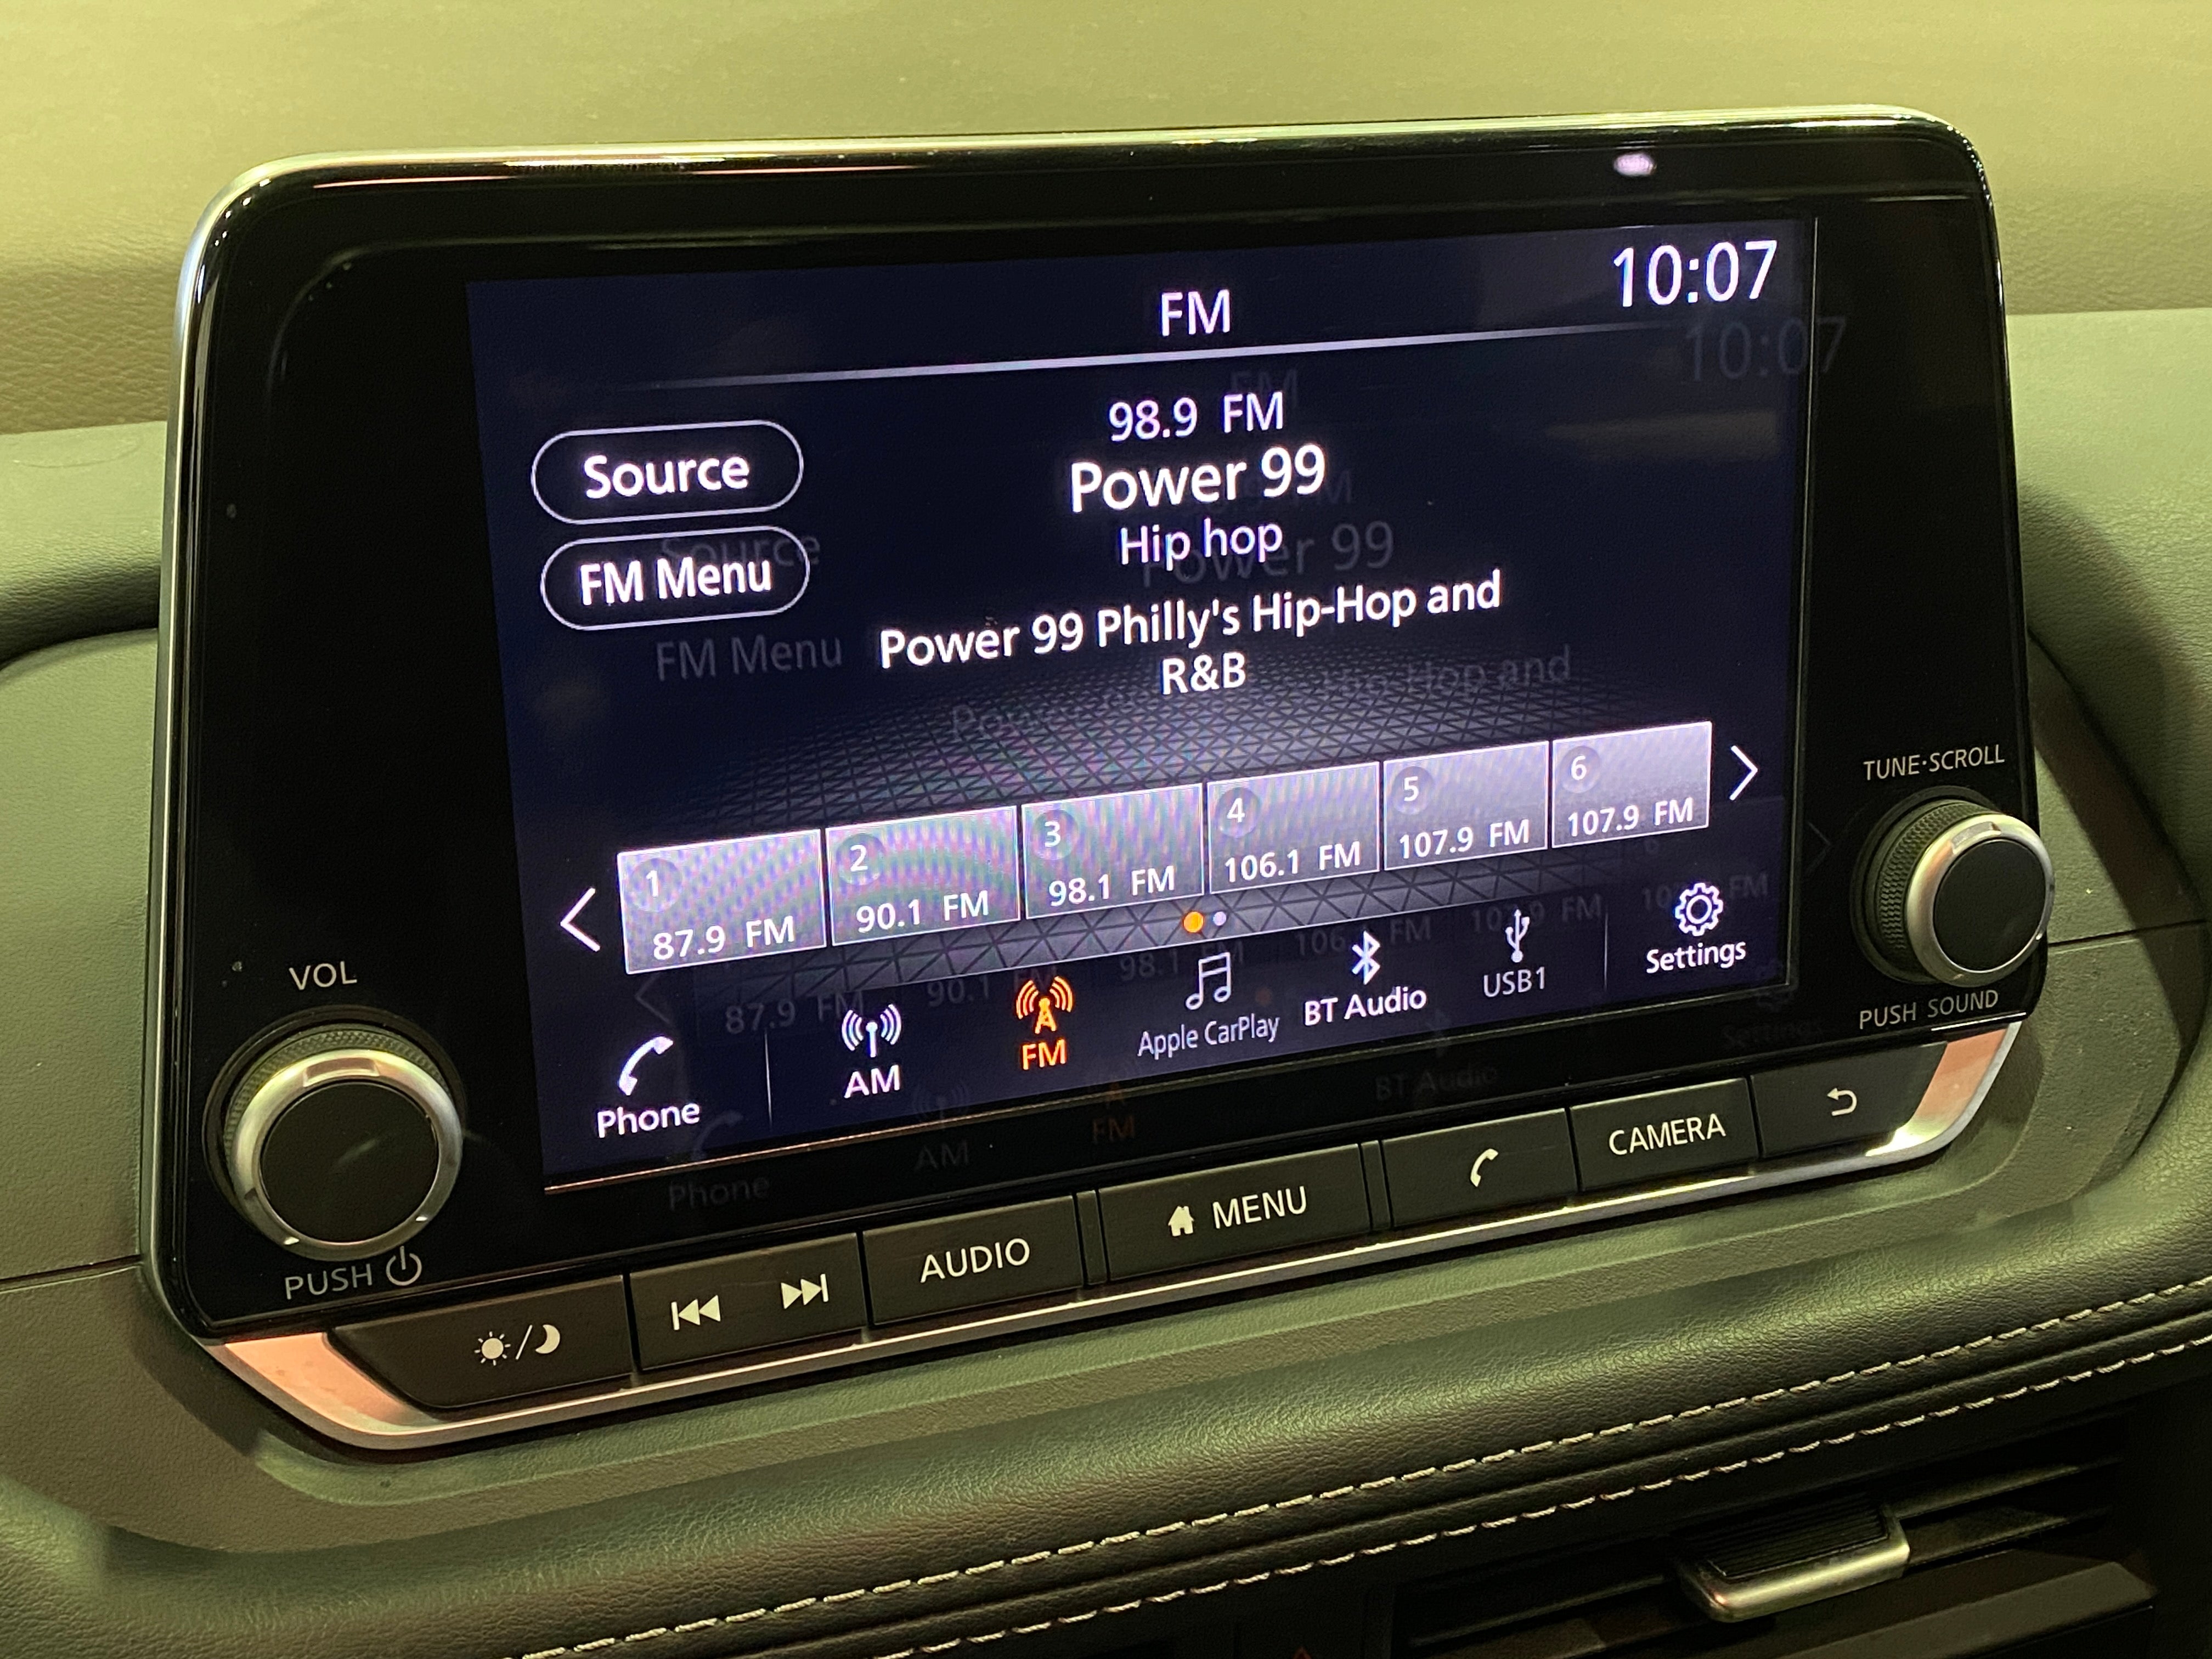 FM
10:07
98.9 FM
Source
Power 99
Hip hop
FM Menu
Power 99 Philly's Hip-Hop and
R&B
1
87.9 FM
2
90.1 FM
3
98.1 FM
4
106.1 FM
5
107.9 FM
6
107.9 FM
Phone
AM
FM
Apple CarPlay
BT Audio
USB1
Settings
VOL
PUSH
TUNE·SCROLL
PUSH SOUND
AUDIO
MENU
CAMERA